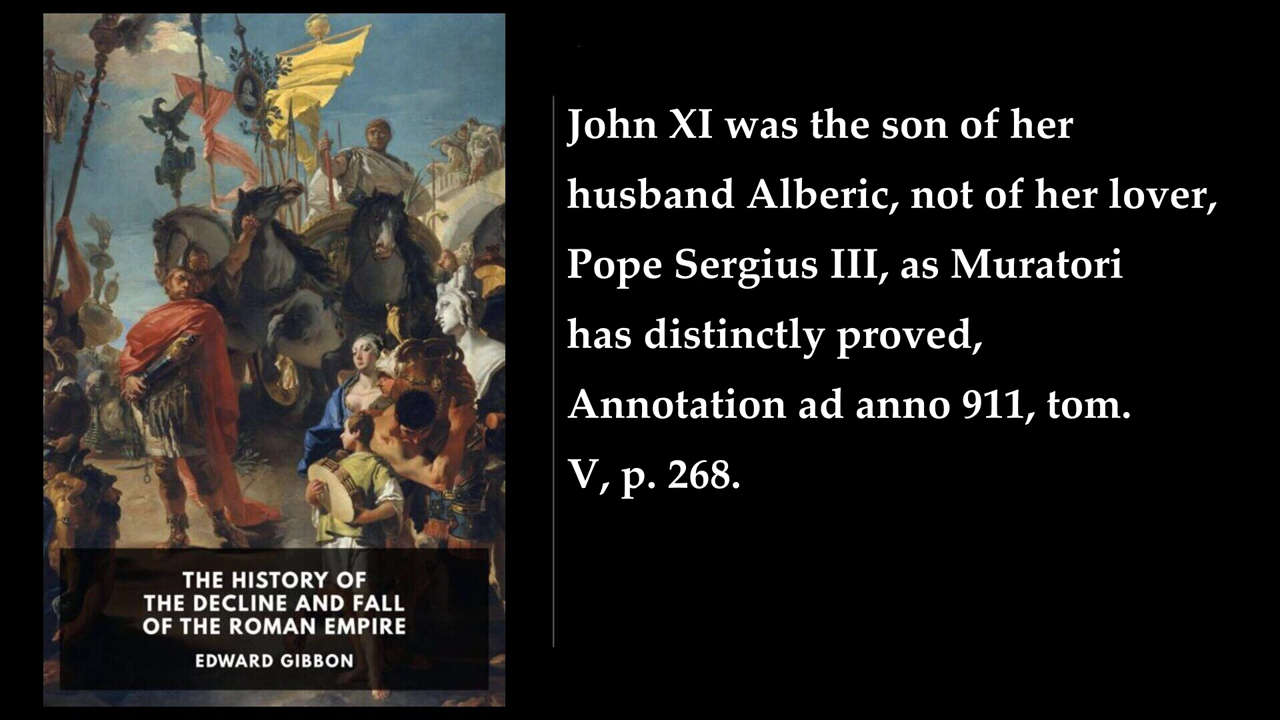 THE HISTORY OF
THE DECLINE AND FALL
OF THE ROMAN EMPIRE
EDWARD GIBBON
John XI was the son of her
husband Alberic, not of her lover,
Pope Sergius III, as Muratori
has distinctly proved,
Annotation ad anno 911, tom.
V, p. 268.